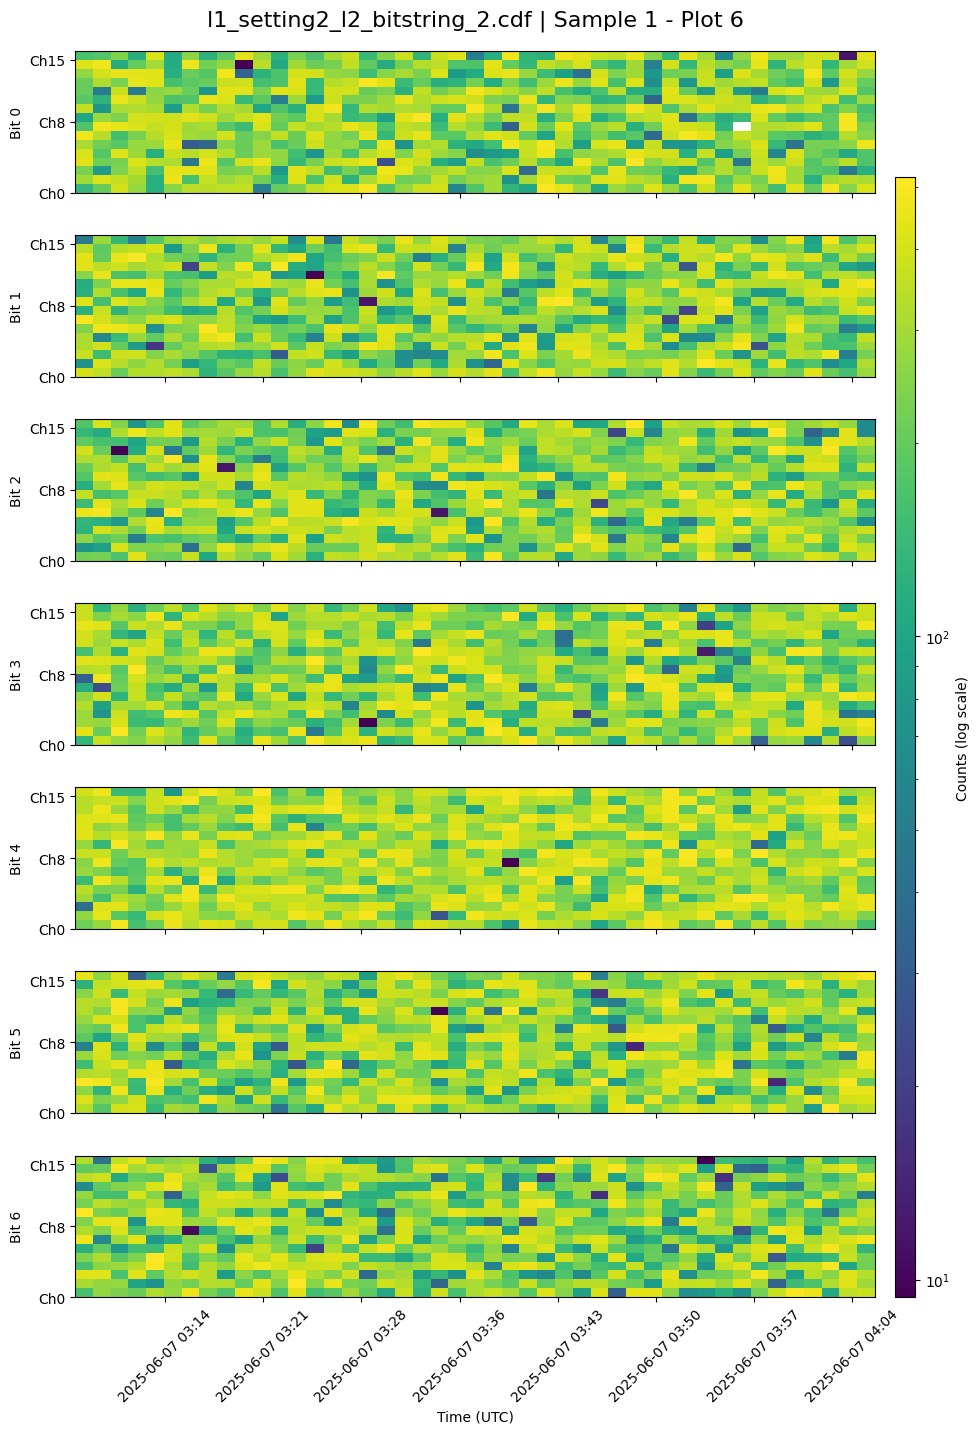 l1_setting2_l2_bitstring_2.cdf | Sample 1 - Plot 6
Bit 0
Ch15
Ch8
Ch0
Bit 1
Ch15
Ch8
Ch0
Bit 2
Ch15
Ch8
Ch0
Bit 3
Ch15
Ch8
Ch0
Bit 4
Ch15
Ch8
Ch0
Bit 5
Ch15
Ch8
Ch0
Bit 6
Ch15
Ch8
Ch0
2025-06-07 03:14
2025-06-07 03:21
2025-06-07 03:28
2025-06-07 03:36
2025-06-07 03:43
2025-06-07 03:50
2025-06-07 03:57
2025-06-07 04:04
Time (UTC)
10²
10¹
Counts (log scale)